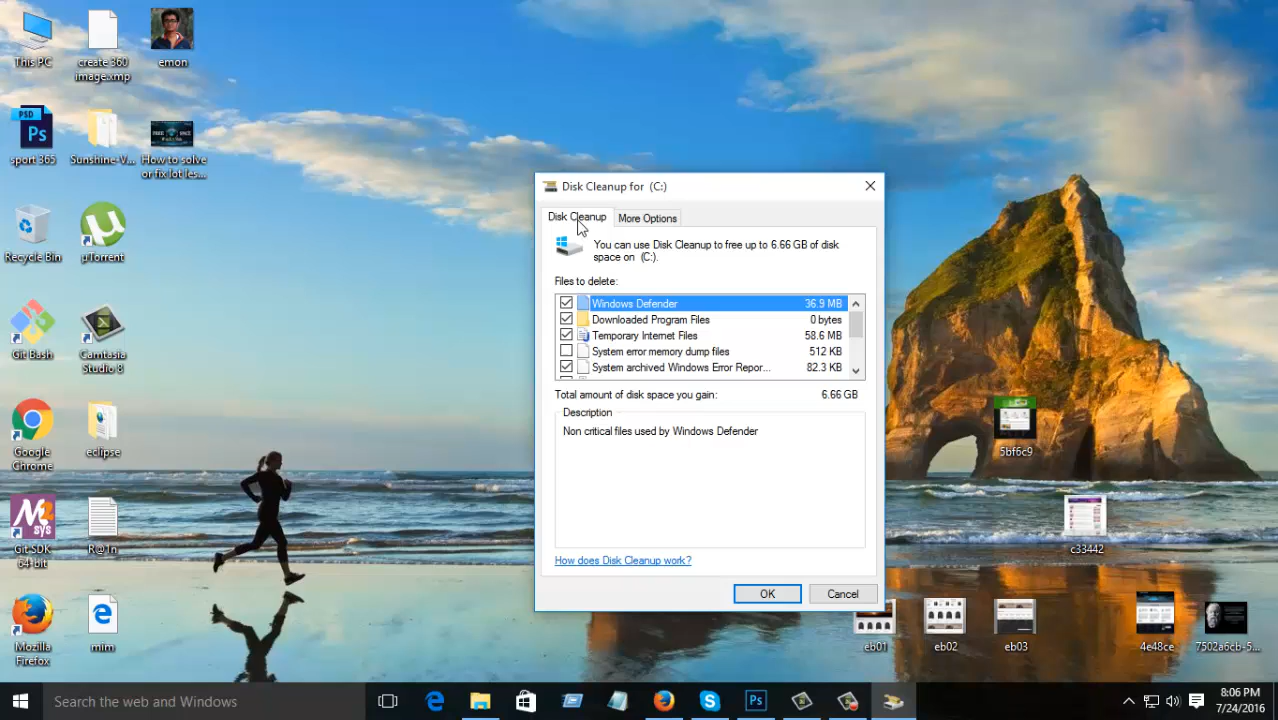 This PC
create 360
image.xmp
emon
PSD
Ps
sport 365
Sunshine-V...
How to solve
or fix lot les...
Recycle Bin
µTorrent
Git Bash
Camtasia
Studio 8
Google
Chrome
eclipse
sys
Git SDK
64-bit
R@!n
Mozilla
Firefox
mim
Disk Cleanup for (C:)
Disk Cleanup
More Options
You can use Disk Cleanup to free up to 6.66 GB of disk
space on (C:).
Files to delete:
Windows Defender 36.9 MB
Downloaded Program Files 0 bytes
Temporary Internet Files 58.6 MB
System error memory dump files 512 KB
System archived Windows Error Repor... 82.3 KB
Total amount of disk space you gain: 6.66 GB
Description
Non critical files used by Windows Defender
How does Disk Cleanup work?
OK
Cancel
5bf6c9
c33442
eb01
eb02
eb03
4e48ce
7502a6cb-5...
Search the web and Windows
Ps
8:06 PM
7/24/2016